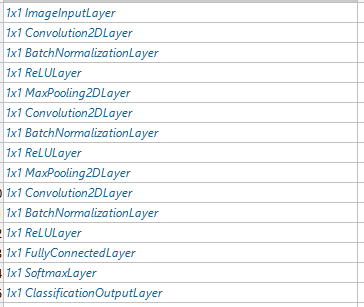 1x1 ImageInputLayer
1x1 Convolution2DLayer
1x1 BatchNormalizationLayer
1x1 ReLULayer
1x1 MaxPooling2DLayer
1x1 Convolution2DLayer
1x1 BatchNormalizationLayer
1x1 ReLULayer
1x1 MaxPooling2DLayer
1x1 Convolution2DLayer
1x1 BatchNormalizationLayer
1x1 ReLULayer
1x1 FullyConnectedLayer
1x1 SoftmaxLayer
1x1 ClassificationOutputLayer